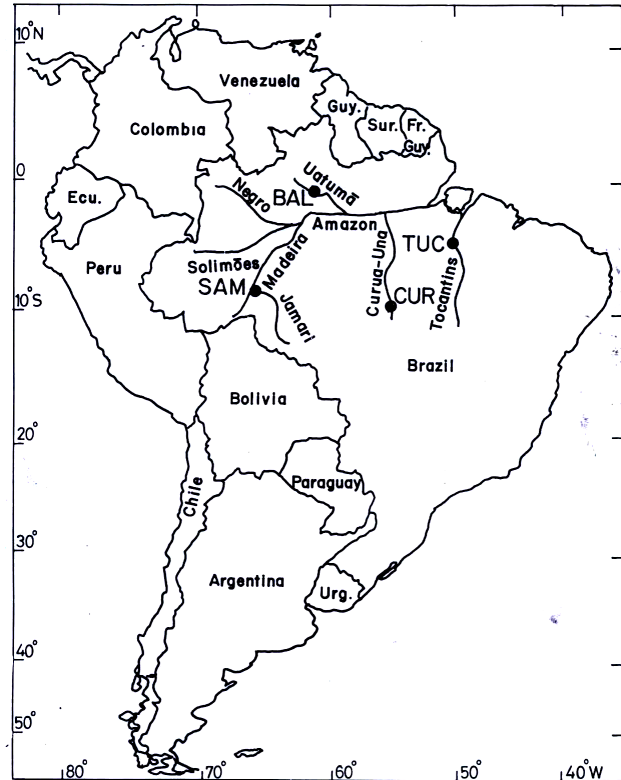 10°N
Venezuela
Guy.
Sur.
Fr.
Guy.
Colombia
0
Uatumã
Negro
BAL
Ecu.
Amazon
TUC
Solimões
Madeira
Peru
SAM
Curua-Una
CUR
Tocantins
Jamari
10°S
Brazil
Bolivia
20°
Paraguay
Chile
30°
Argentina
Urg.
40°
50°
80°
70°
60°
50°
40°W